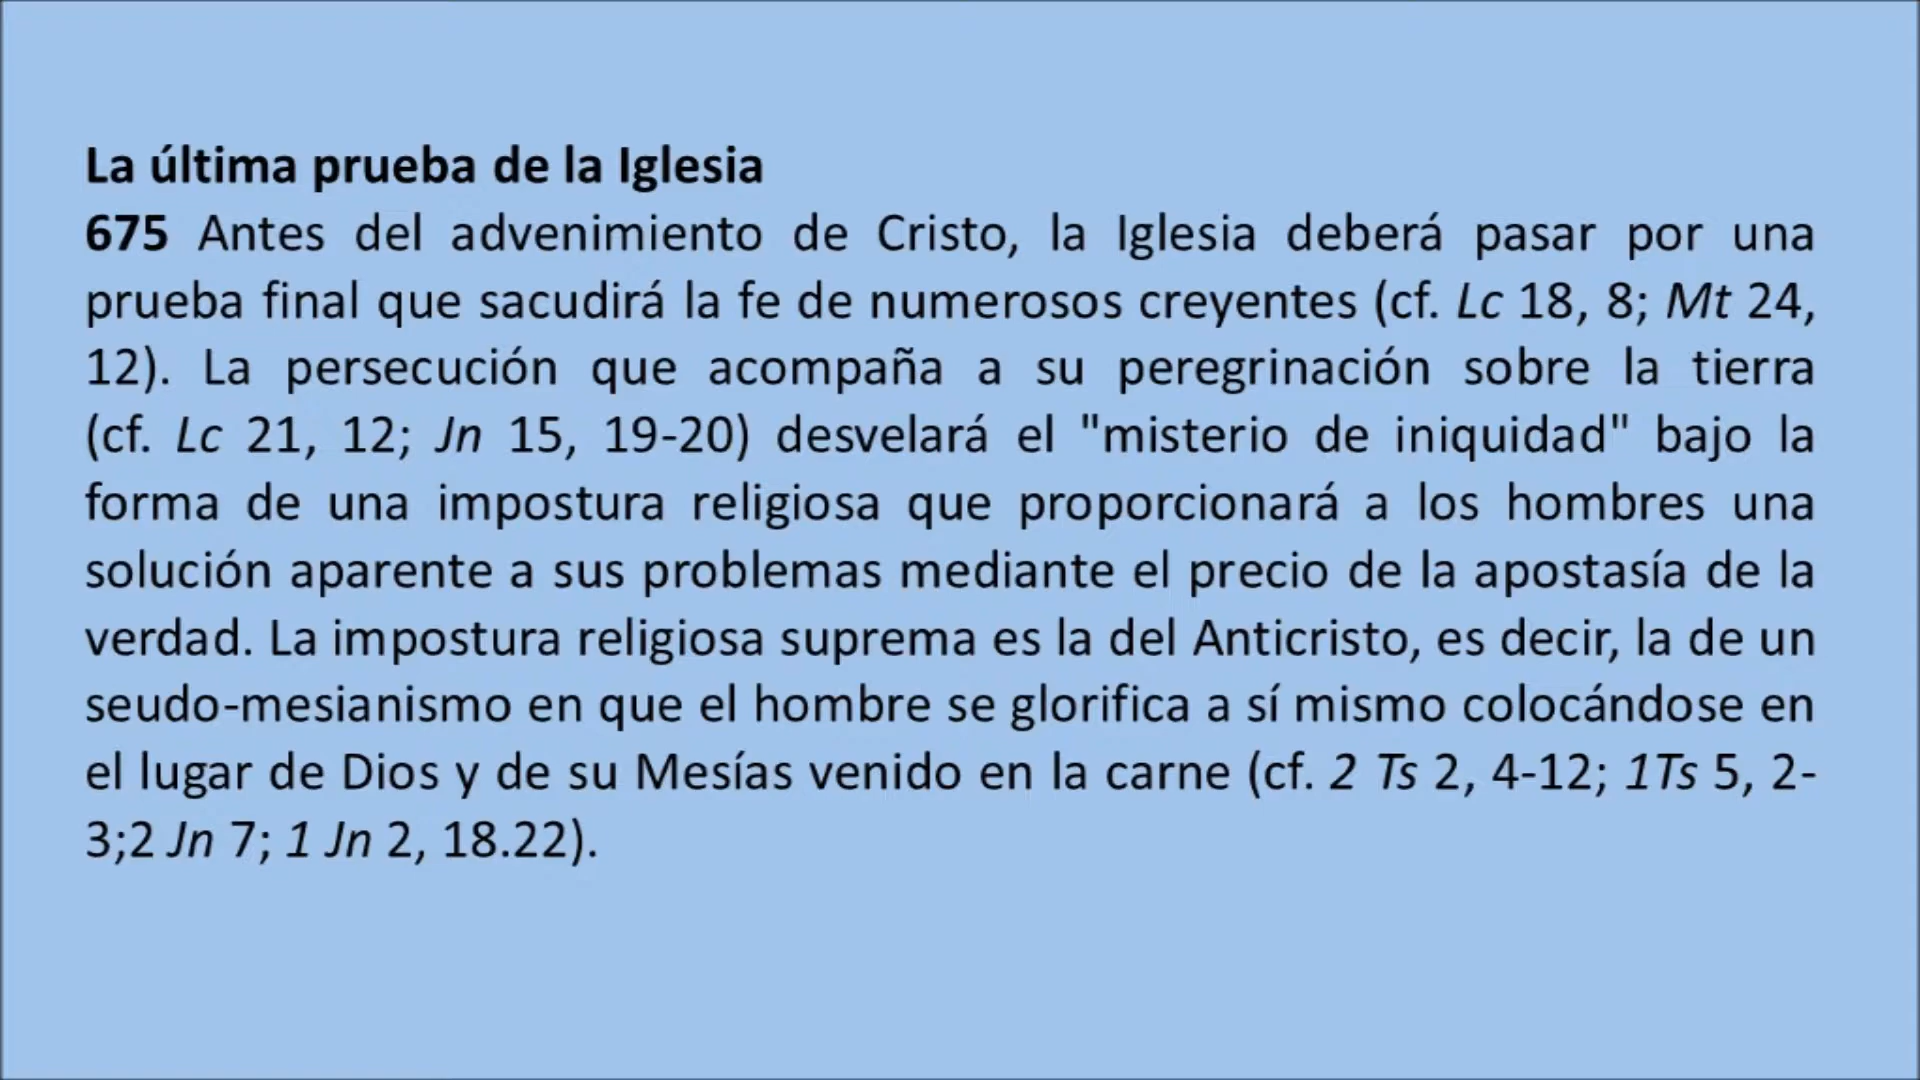 La última prueba de la Iglesia
675 Antes del advenimiento de Cristo, la Iglesia deberá pasar por una
prueba final que sacudirá la fe de numerosos creyentes (cf. Lc 18, 8; Mt 24,
12). La persecución que acompaña a su peregrinación sobre la tierra
(cf. Lc 21, 12; Jn 15, 19-20) desvelará el "misterio de iniquidad" bajo la
forma de una impostura religiosa que proporcionará a los hombres una
solución aparente a sus problemas mediante el precio de la apostasía de la
verdad. La impostura religiosa suprema es la del Anticristo, es decir, la de un
seudo-mesianismo en que el hombre se glorifica a sí mismo colocándose en
el lugar de Dios y de su Mesías venido en la carne (cf. 2 Ts 2, 4-12; 1Ts 5, 2-
3;2 Jn 7; 1 Jn 2, 18.22).